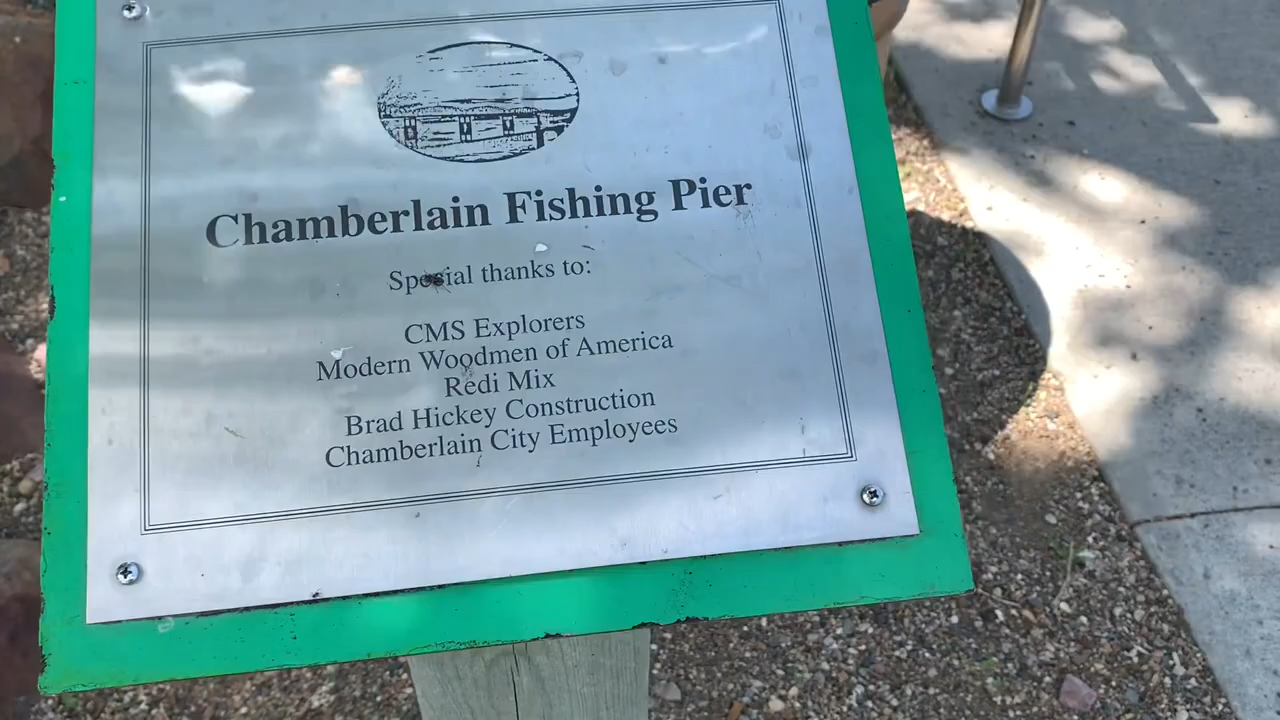 Chamberlain Fishing Pier
Special thanks to:
CMS Explorers
Modern Woodmen of America
Redi Mix
Brad Hickey Construction
Chamberlain City Employees